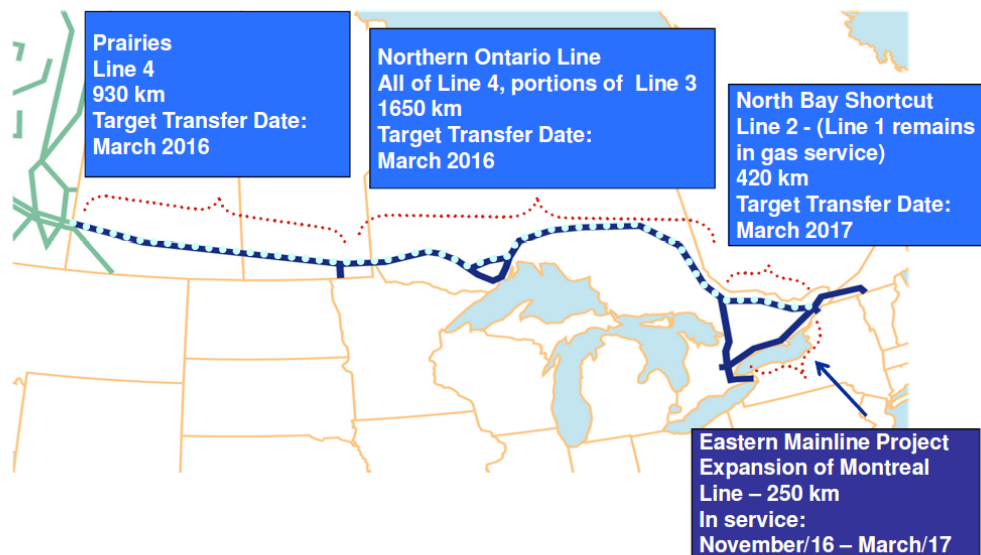 Prairies
Line 4
930 km
Target Transfer Date:
March 2016
Northern Ontario Line
All of Line 4, portions of Line 3
1650 km
Target Transfer Date:
March 2016
North Bay Shortcut
Line 2 - (Line 1 remains
in gas service)
420 km
Target Transfer Date:
March 2017
Eastern Mainline Project
Expansion of Montreal
Line – 250 km
In service:
November/16 – March/17